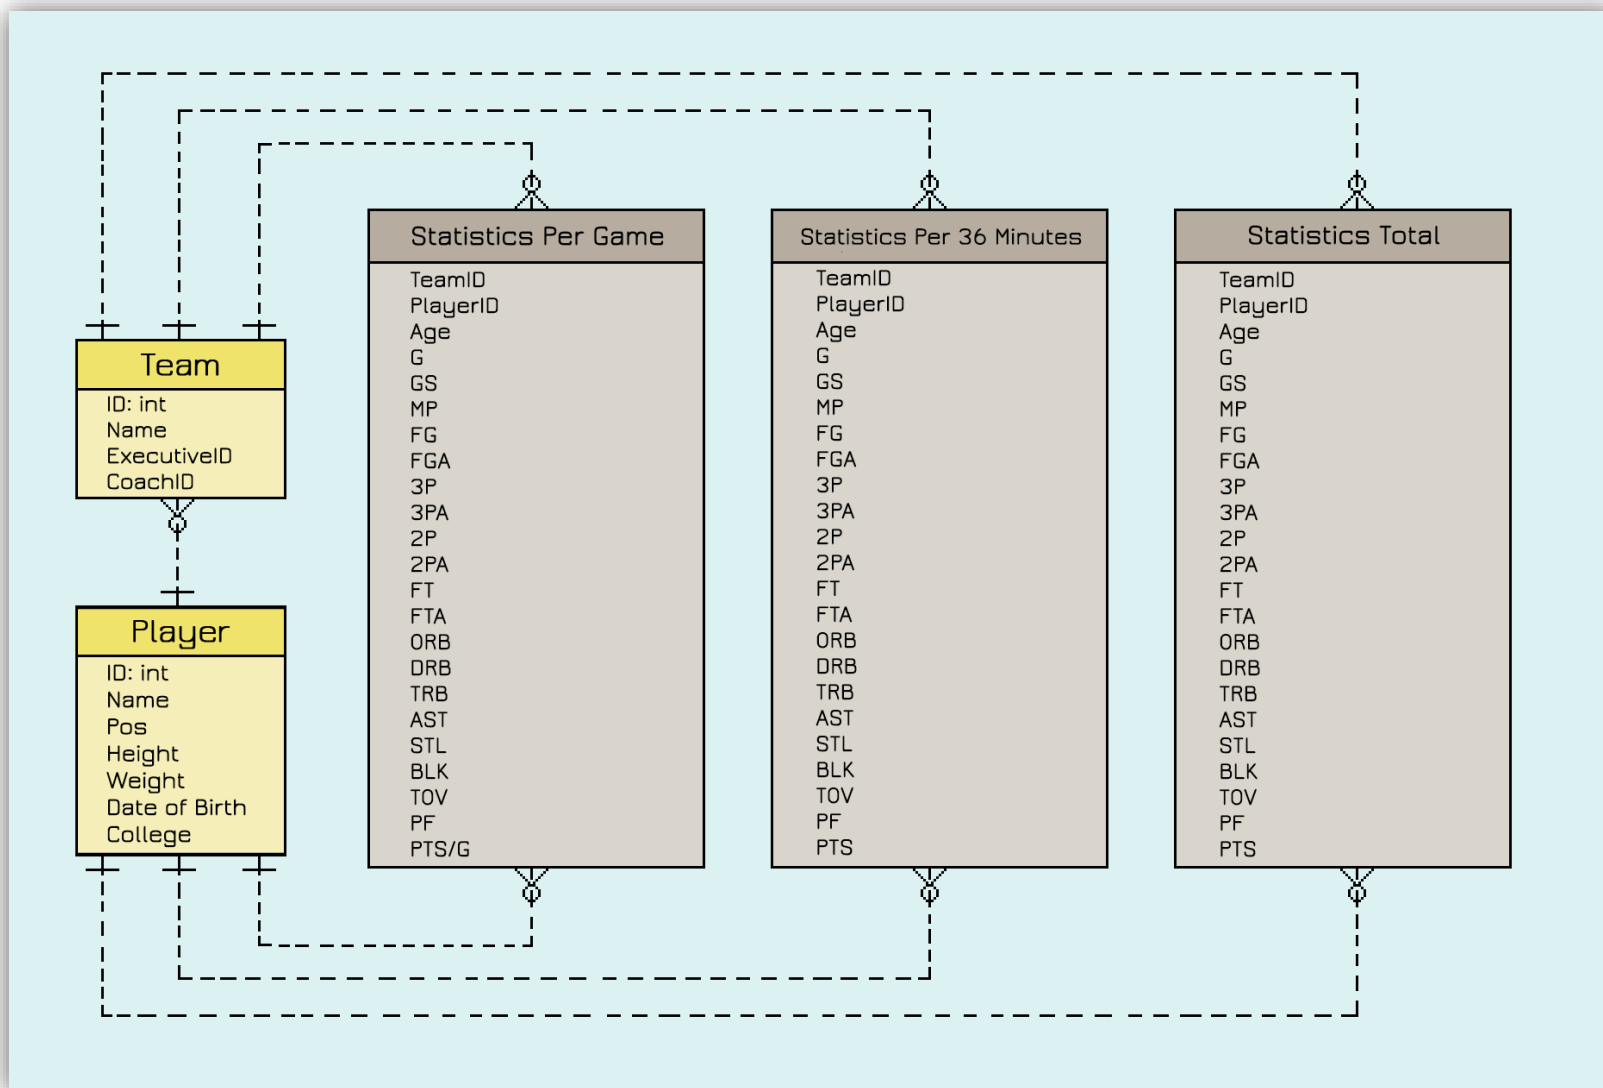 Team
ID: int
Name
ExecutiveID
CoachID
Player
ID: int
Name
Pos
Height
Weight
Date of Birth
College
Statistics Per Game
TeamID
PlayerID
Age
G
GS
MP
FG
FGA
3P
3PA
2P
2PA
FT
FTA
ORB
DRB
TRB
AST
STL
BLK
TOV
PF
PTS/G
Statistics Per 36 Minutes
TeamID
PlayerID
Age
G
GS
MP
FG
FGA
3P
3PA
2P
2PA
FT
FTA
ORB
DRB
TRB
AST
STL
BLK
TOV
PF
PTS
Statistics Total
TeamID
PlayerID
Age
G
GS
MP
FG
FGA
3P
3PA
2P
2PA
FT
FTA
ORB
DRB
TRB
AST
STL
BLK
TOV
PF
PTS